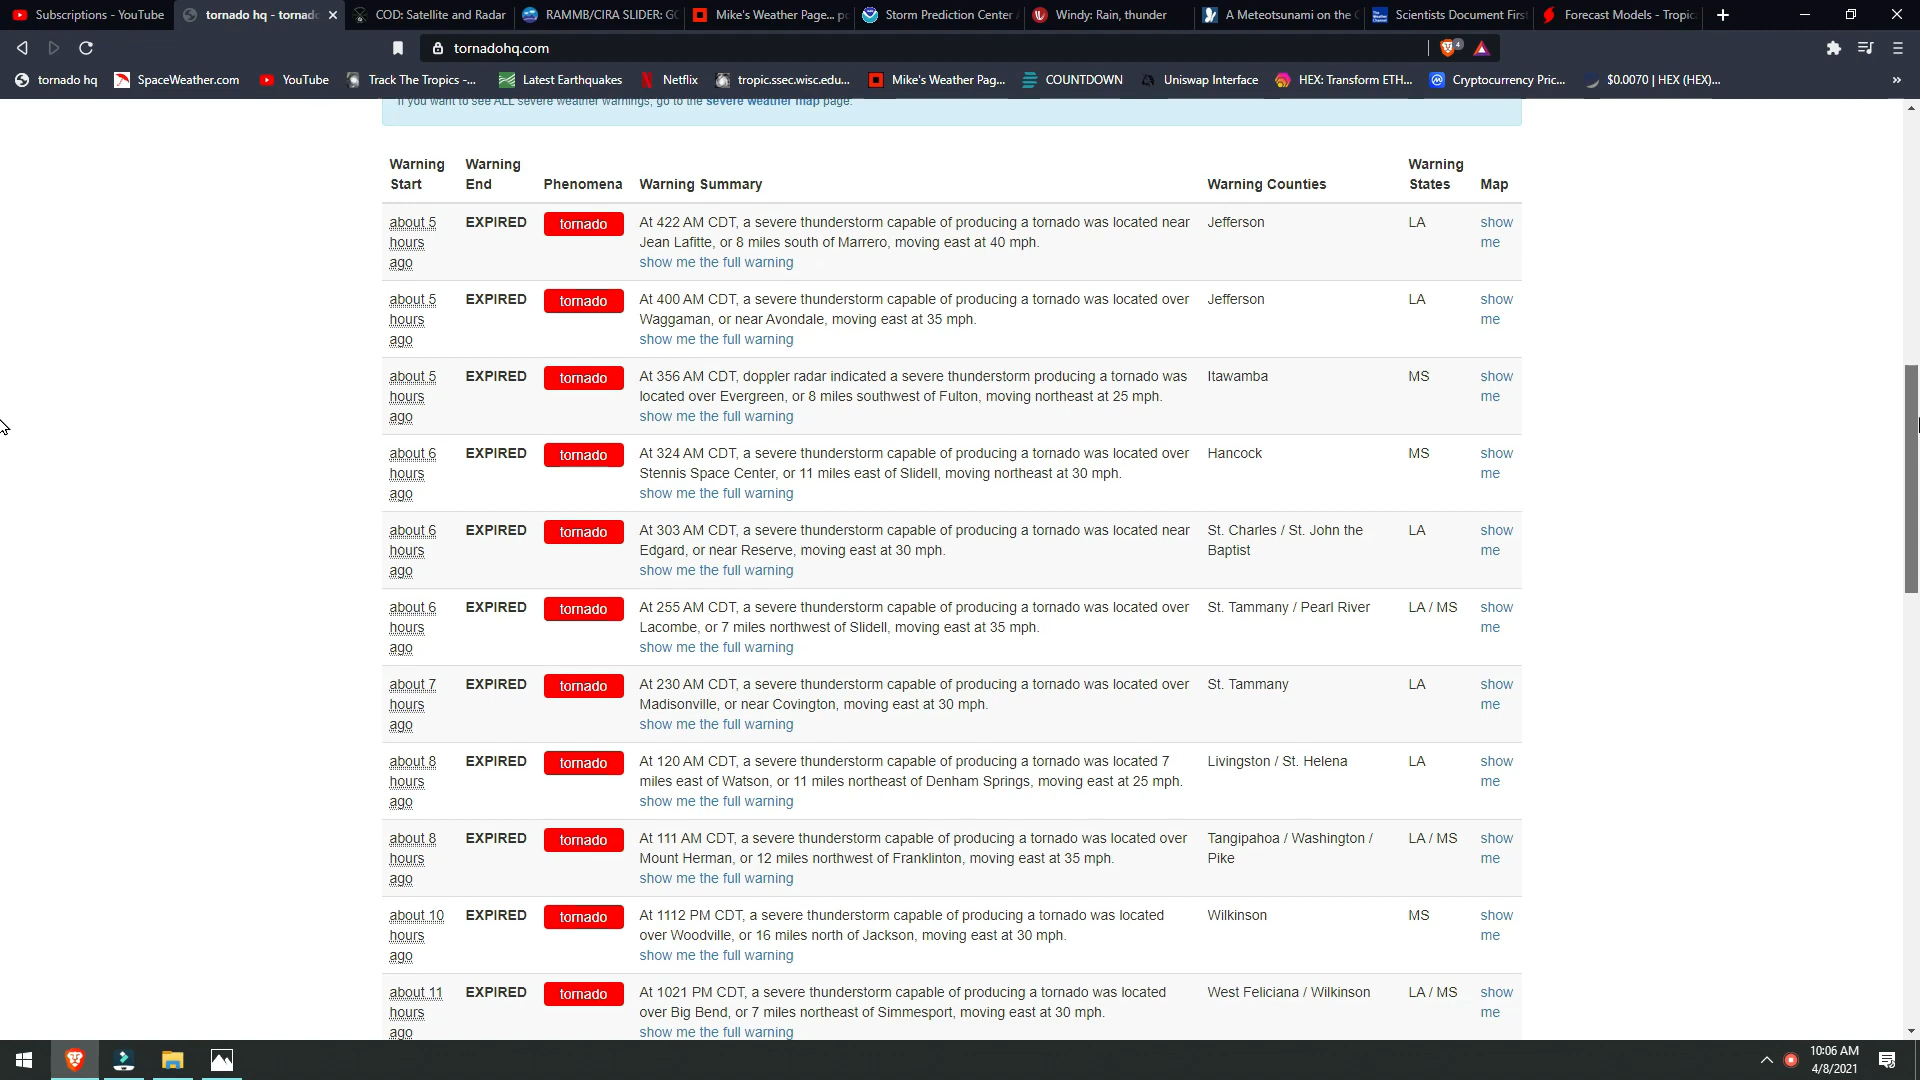 Subscriptions - YouTube
tornado hq - tornad
COD: Satellite and Radar
RAMMB/CIRA SLIDER: GO
Mike's Weather Page... po
Storm Prediction Center
Windy: Rain, thunder
A Meteotsunami on the
Scientists Document First
Forecast Models - Tropic
tornadohq.com
4
tornado hq
SpaceWeather.com
YouTube
Track The Tropics -...
Latest Earthquakes
Netflix
tropic.ssec.wisc.edu...
Mike's Weather Pag...
COUNTDOWN
Uniswap Interface
HEX: Transform ETH...
Cryptocurrency Pric...
$0.0070 | HEX (HEX)...
»
If you want to see ALL severe weather warnings, go to the severe weather map page.
Warning Start
Warning End
Phenomena
Warning Summary
Warning Counties
Warning States
Map
about 5 hours ago
EXPIRED
tornado
At 422 AM CDT, a severe thunderstorm capable of producing a tornado was located near
Jean Lafitte, or 8 miles south of Marrero, moving east at 40 mph.
show me the full warning
Jefferson
LA
show me
about 5 hours ago
EXPIRED
tornado
At 400 AM CDT, a severe thunderstorm capable of producing a tornado was located over
Waggaman, or near Avondale, moving east at 35 mph.
show me the full warning
Jefferson
LA
show me
about 5 hours ago
EXPIRED
tornado
At 356 AM CDT, doppler radar indicated a severe thunderstorm producing a tornado was
located over Evergreen, or 8 miles southwest of Fulton, moving northeast at 25 mph.
show me the full warning
Itawamba
MS
show me
about 6 hours ago
EXPIRED
tornado
At 324 AM CDT, a severe thunderstorm capable of producing a tornado was located over
Stennis Space Center, or 11 miles east of Slidell, moving northeast at 30 mph.
show me the full warning
Hancock
MS
show me
about 6 hours ago
EXPIRED
tornado
At 303 AM CDT, a severe thunderstorm capable of producing a tornado was located near
Edgard, or near Reserve, moving east at 30 mph.
show me the full warning
St. Charles / St. John the
Baptist
LA
show me
about 6 hours ago
EXPIRED
tornado
At 255 AM CDT, a severe thunderstorm capable of producing a tornado was located over
Lacombe, or 7 miles northwest of Slidell, moving east at 35 mph.
show me the full warning
St. Tammany / Pearl River
LA / MS
show me
about 7 hours ago
EXPIRED
tornado
At 230 AM CDT, a severe thunderstorm capable of producing a tornado was located over
Madisonville, or near Covington, moving east at 30 mph.
show me the full warning
St. Tammany
LA
show me
about 8 hours ago
EXPIRED
tornado
At 120 AM CDT, a severe thunderstorm capable of producing a tornado was located 7
miles east of Watson, or 11 miles northeast of Denham Springs, moving east at 25 mph.
show me the full warning
Livingston / St. Helena
LA
show me
about 8 hours ago
EXPIRED
tornado
At 111 AM CDT, a severe thunderstorm capable of producing a tornado was located over
Mount Herman, or 12 miles northwest of Franklinton, moving east at 35 mph.
show me the full warning
Tangipahoa / Washington /
Pike
LA / MS
show me
about 10 hours ago
EXPIRED
tornado
At 1112 PM CDT, a severe thunderstorm capable of producing a tornado was located
over Woodville, or 16 miles north of Jackson, moving east at 30 mph.
show me the full warning
Wilkinson
MS
show me
about 11 hours ago
EXPIRED
tornado
At 1021 PM CDT, a severe thunderstorm capable of producing a tornado was located
over Big Bend, or 7 miles northeast of Simmesport, moving east at 30 mph.
show me the full warning
West Feliciana / Wilkinson
LA / MS
show me
10:06 AM
4/8/2021